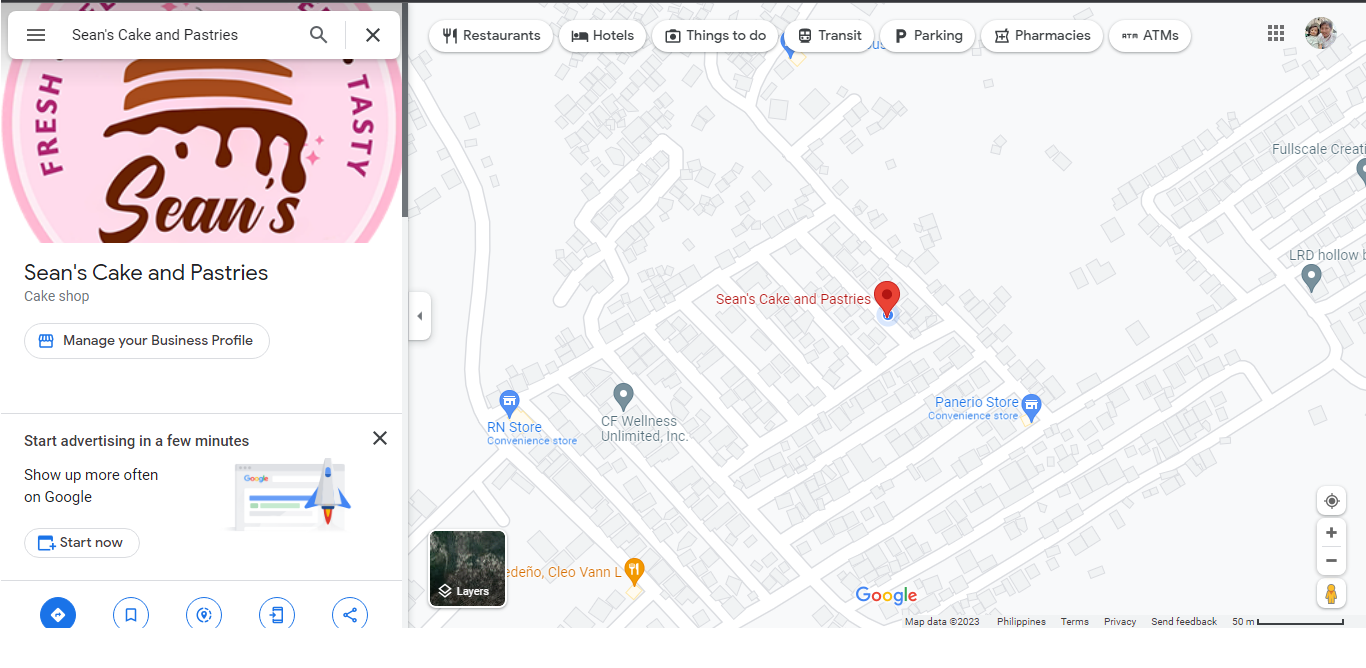 Sean's Cake and Pastries
FRESH
TASTY
Sean's
Sean's Cake and Pastries
Cake shop
Manage your Business Profile
Start advertising in a few minutes
Show up more often
on Google
Google
Start now
Restaurants
Hotels
Things to do
Transit
Parking
Pharmacies
ATM
ATMs
Fullscale Creati
LRD hollow b
Sean's Cake and Pastries
RN Store
Convenience store
CF Wellness
Unlimited, Inc.
Panerio Store
Convenience store
edeño, Cleo Vann L
Layers
Google
Map data ©2023
Philippines
Terms
Privacy
Send feedback
50 m